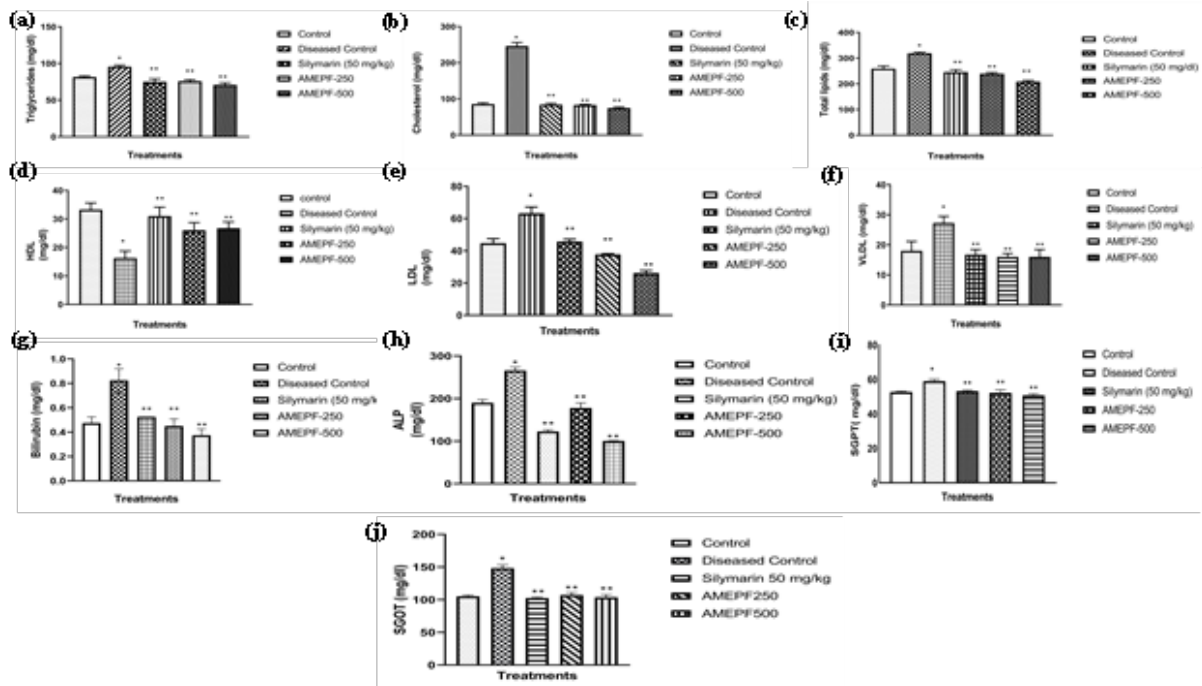 (a)
Triglycerides (mg/dl)
150
100
50
0
*
**
**
**
Treatments
Control
Diseased Control
Silymarin (50 mg/kg)
AMEPF-250
AMEPF-500
(b)
Cholesterol (mg/dl)
300
200
100
0
*
**
**
**
Treatments
Control
Diseased Control
Silymarin (50 mg/kg)
AMEPF-250
AMEPF-500
(c)
Total lipids (mg/dl)
400
200
0
*
**
**
**
Treatments
Control
Diseased Control
Silymarin (50 mg/dl)
AMEPF-250
AMEPF-500
(d)
HDL
(mg/dl)
40
30
20
10
0
*
**
**
**
Treatments
control
Diseased Control
Silymarin (50 mg/kg)
AMEPF-250
AMEPF-500
(e)
LDL
(mg/dl)
80
60
40
20
0
*
**
**
**
Treatments
Control
Diseased Control
Silymarin (50 mg/kg)
AMEPF-250
AMEPF-500
(f)
VLDL
(mg/dl)
40
30
20
10
0
*
**
**
**
Treatments
Control
Diseased Control
Silymarin (50 mg/kg)
AMEPF-250
AMEPF-500
(g)
Bilirubin (mg/dl)
1.0
0.8
0.6
0.4
0.2
0.0
*
**
**
**
Treatments
Control
Diseased Control
Silymarin (50 mg/k
AMEPF-250
AMEPF-500
(h)
ALP
(mg/dl)
300
200
100
0
*
**
**
**
Treatments
Control
Diseased Control
Silymarin (50 mg/kg)
AMEPF-250
AMEPF-500
(i)
SGPT( mg/dl)
80
60
40
20
0
*
**
**
**
Treatments
Control
Diseased Control
Silymarin (50 mg/kg)
AMEPF-250
AMEPF-500
(j)
SGOT (mg/dl)
200
150
100
50
0
*
**
**
**
Treatments
Control
Diseased Control
Silymarin 50 mg/kg
AMEPF250
AMEPF500